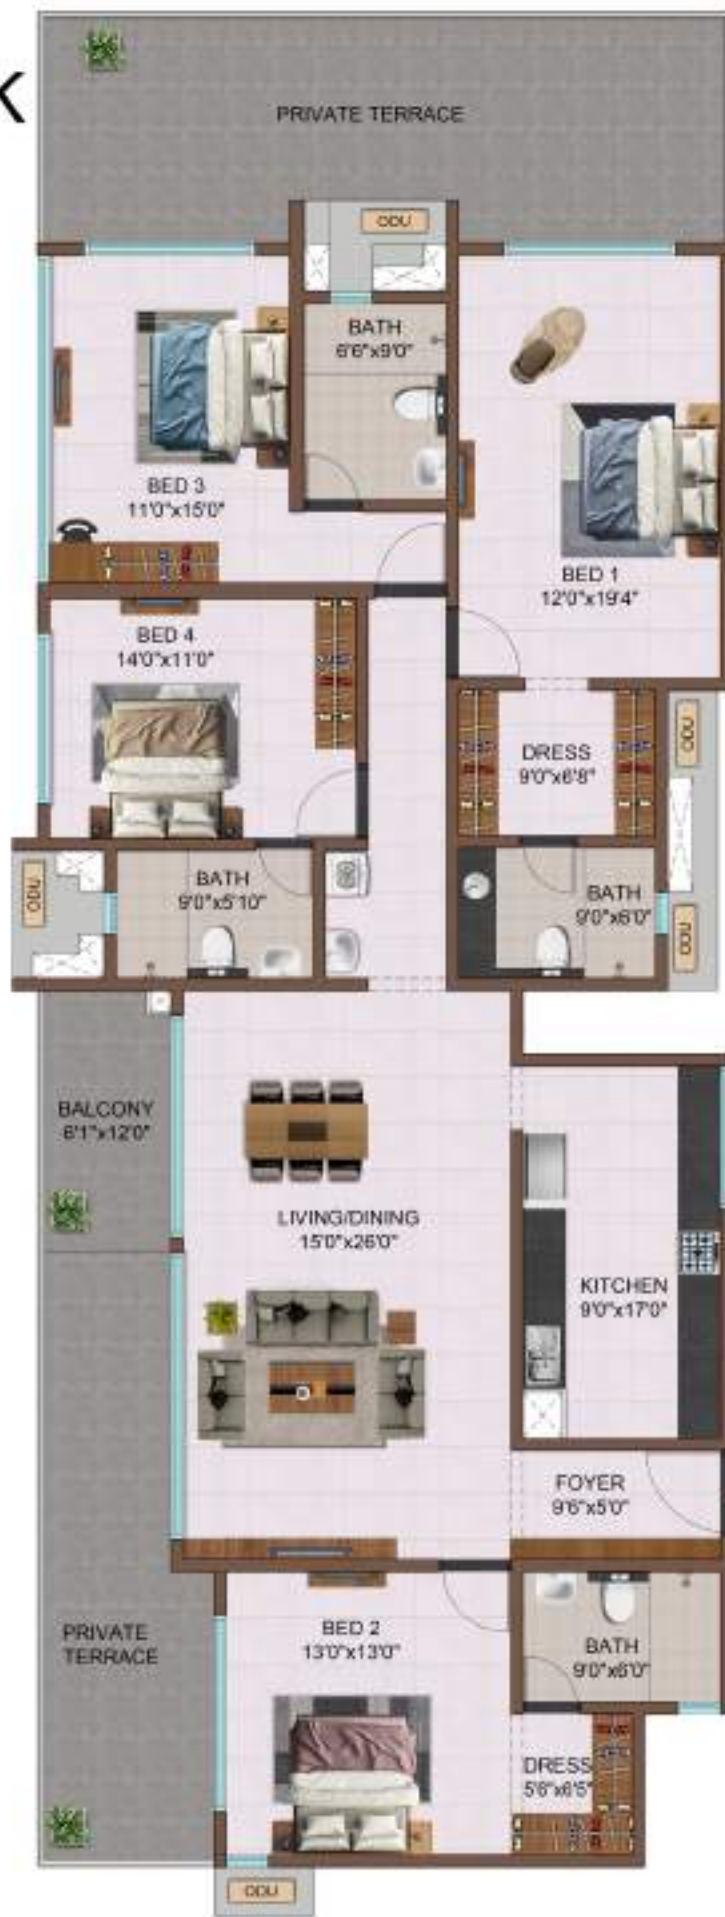 K
PRIVATE TERRACE
ODU
BATH
6'6"x9'0"
BED 3
11'0"x15'0"
BED 1
12'0"x19'4"
BED 4
14'0"x11'0"
DRESS
9'0"x6'8"
ODU
BATH
9'0"x5'10"
ODU
BATH
9'0"x6'0"
ODU
BALCONY
6'1"x12'0"
LIVING/DINING
15'0"x26'0"
KITCHEN
9'0"x17'0"
FOYER
9'6"x5'0"
PRIVATE
TERRACE
BED 2
13'0"x13'0"
BATH
9'0"x6'0"
DRESS
5'6"x6'5"
ODU